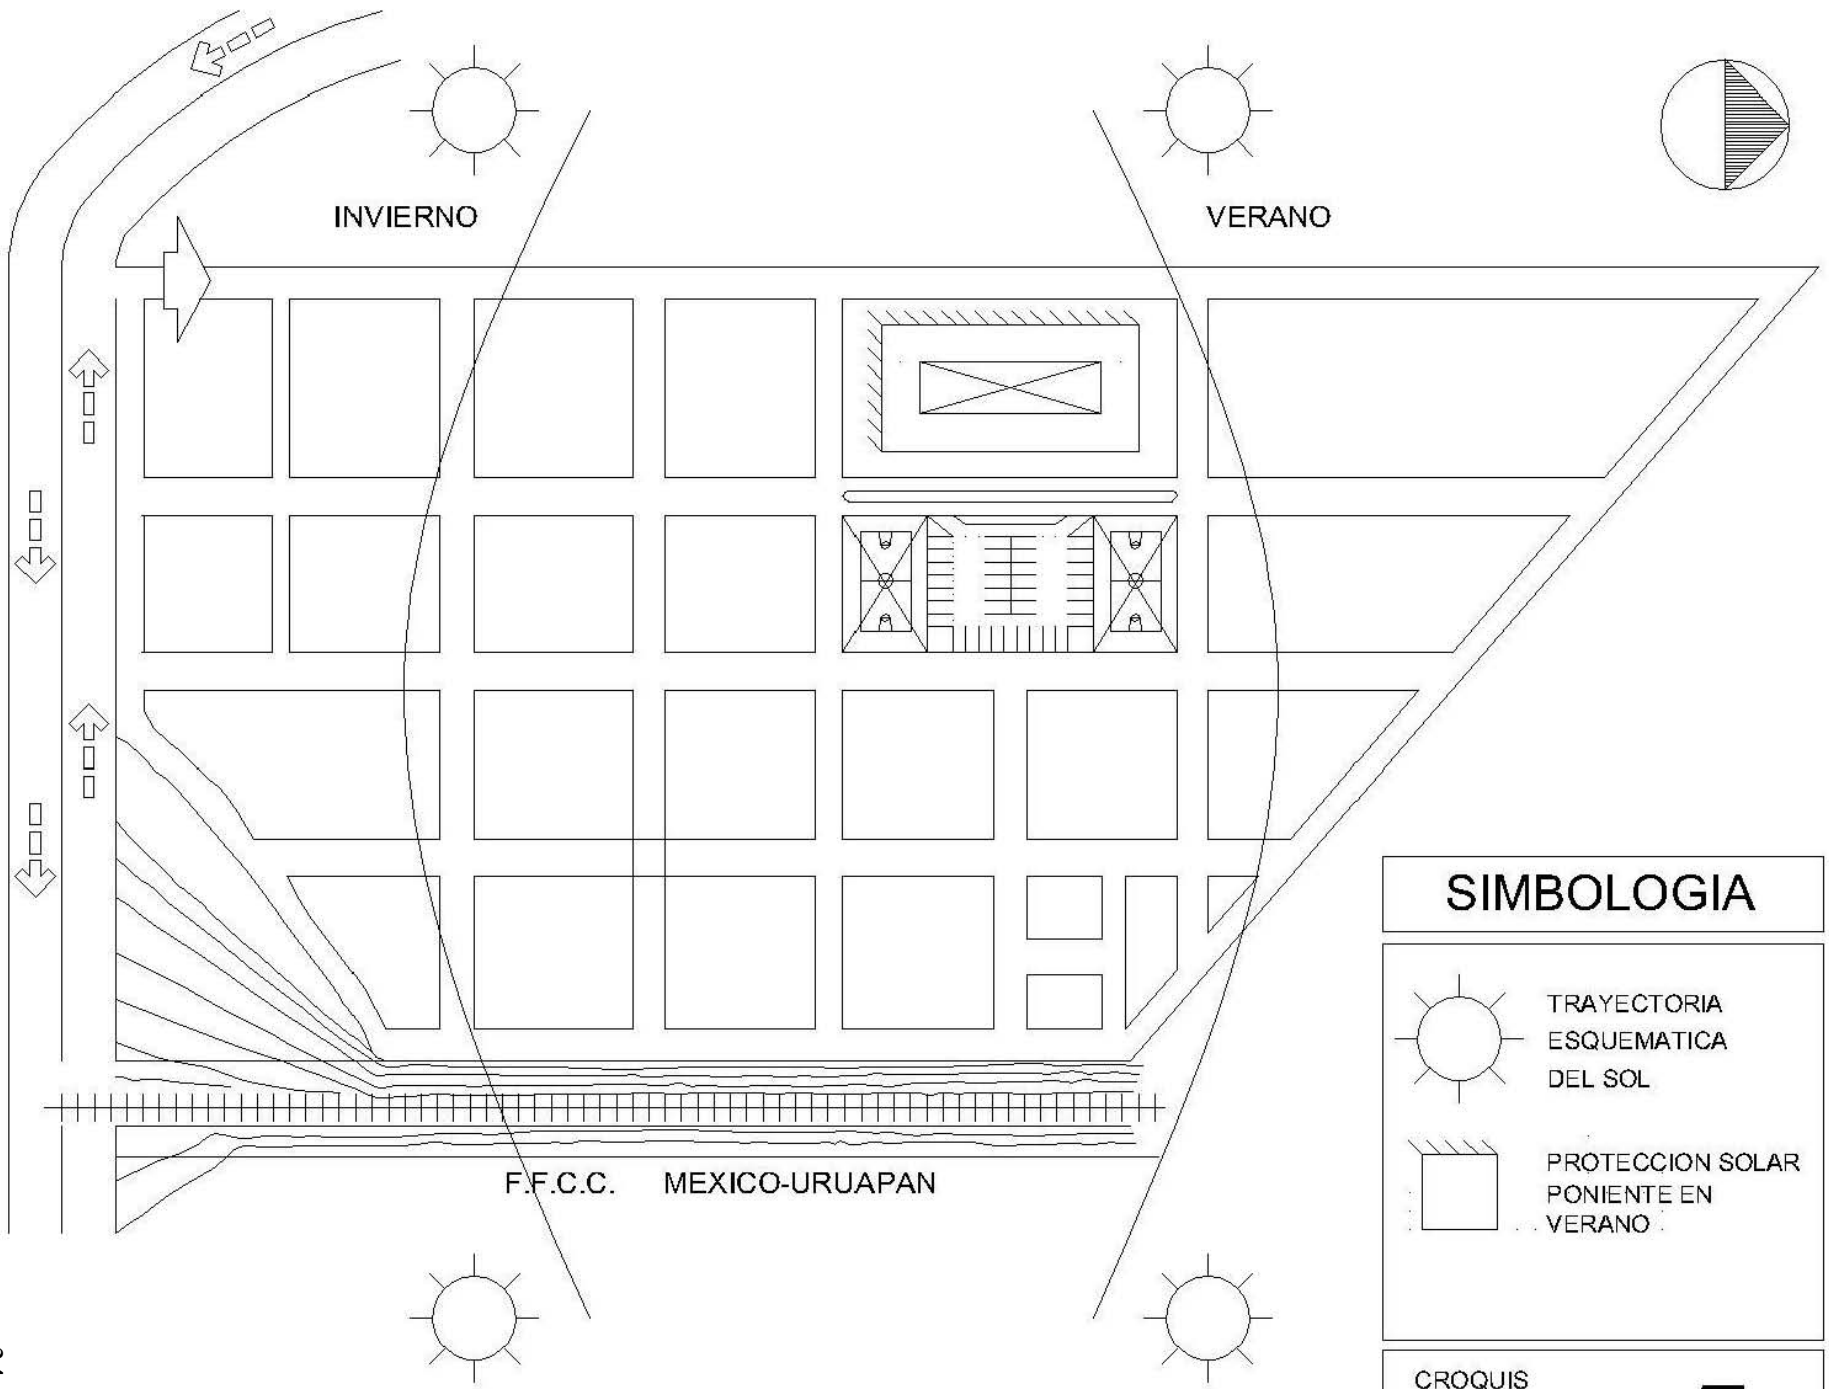 INVIERNO
VERANO
SIMBOLOGIA
TRAYECTORIA
ESQUEMATICA
DEL SOL
PROTECCION SOLAR
PONIENTE EN
VERANO
F.F.C.C. MEXICO-URUAPAN
CROQUIS